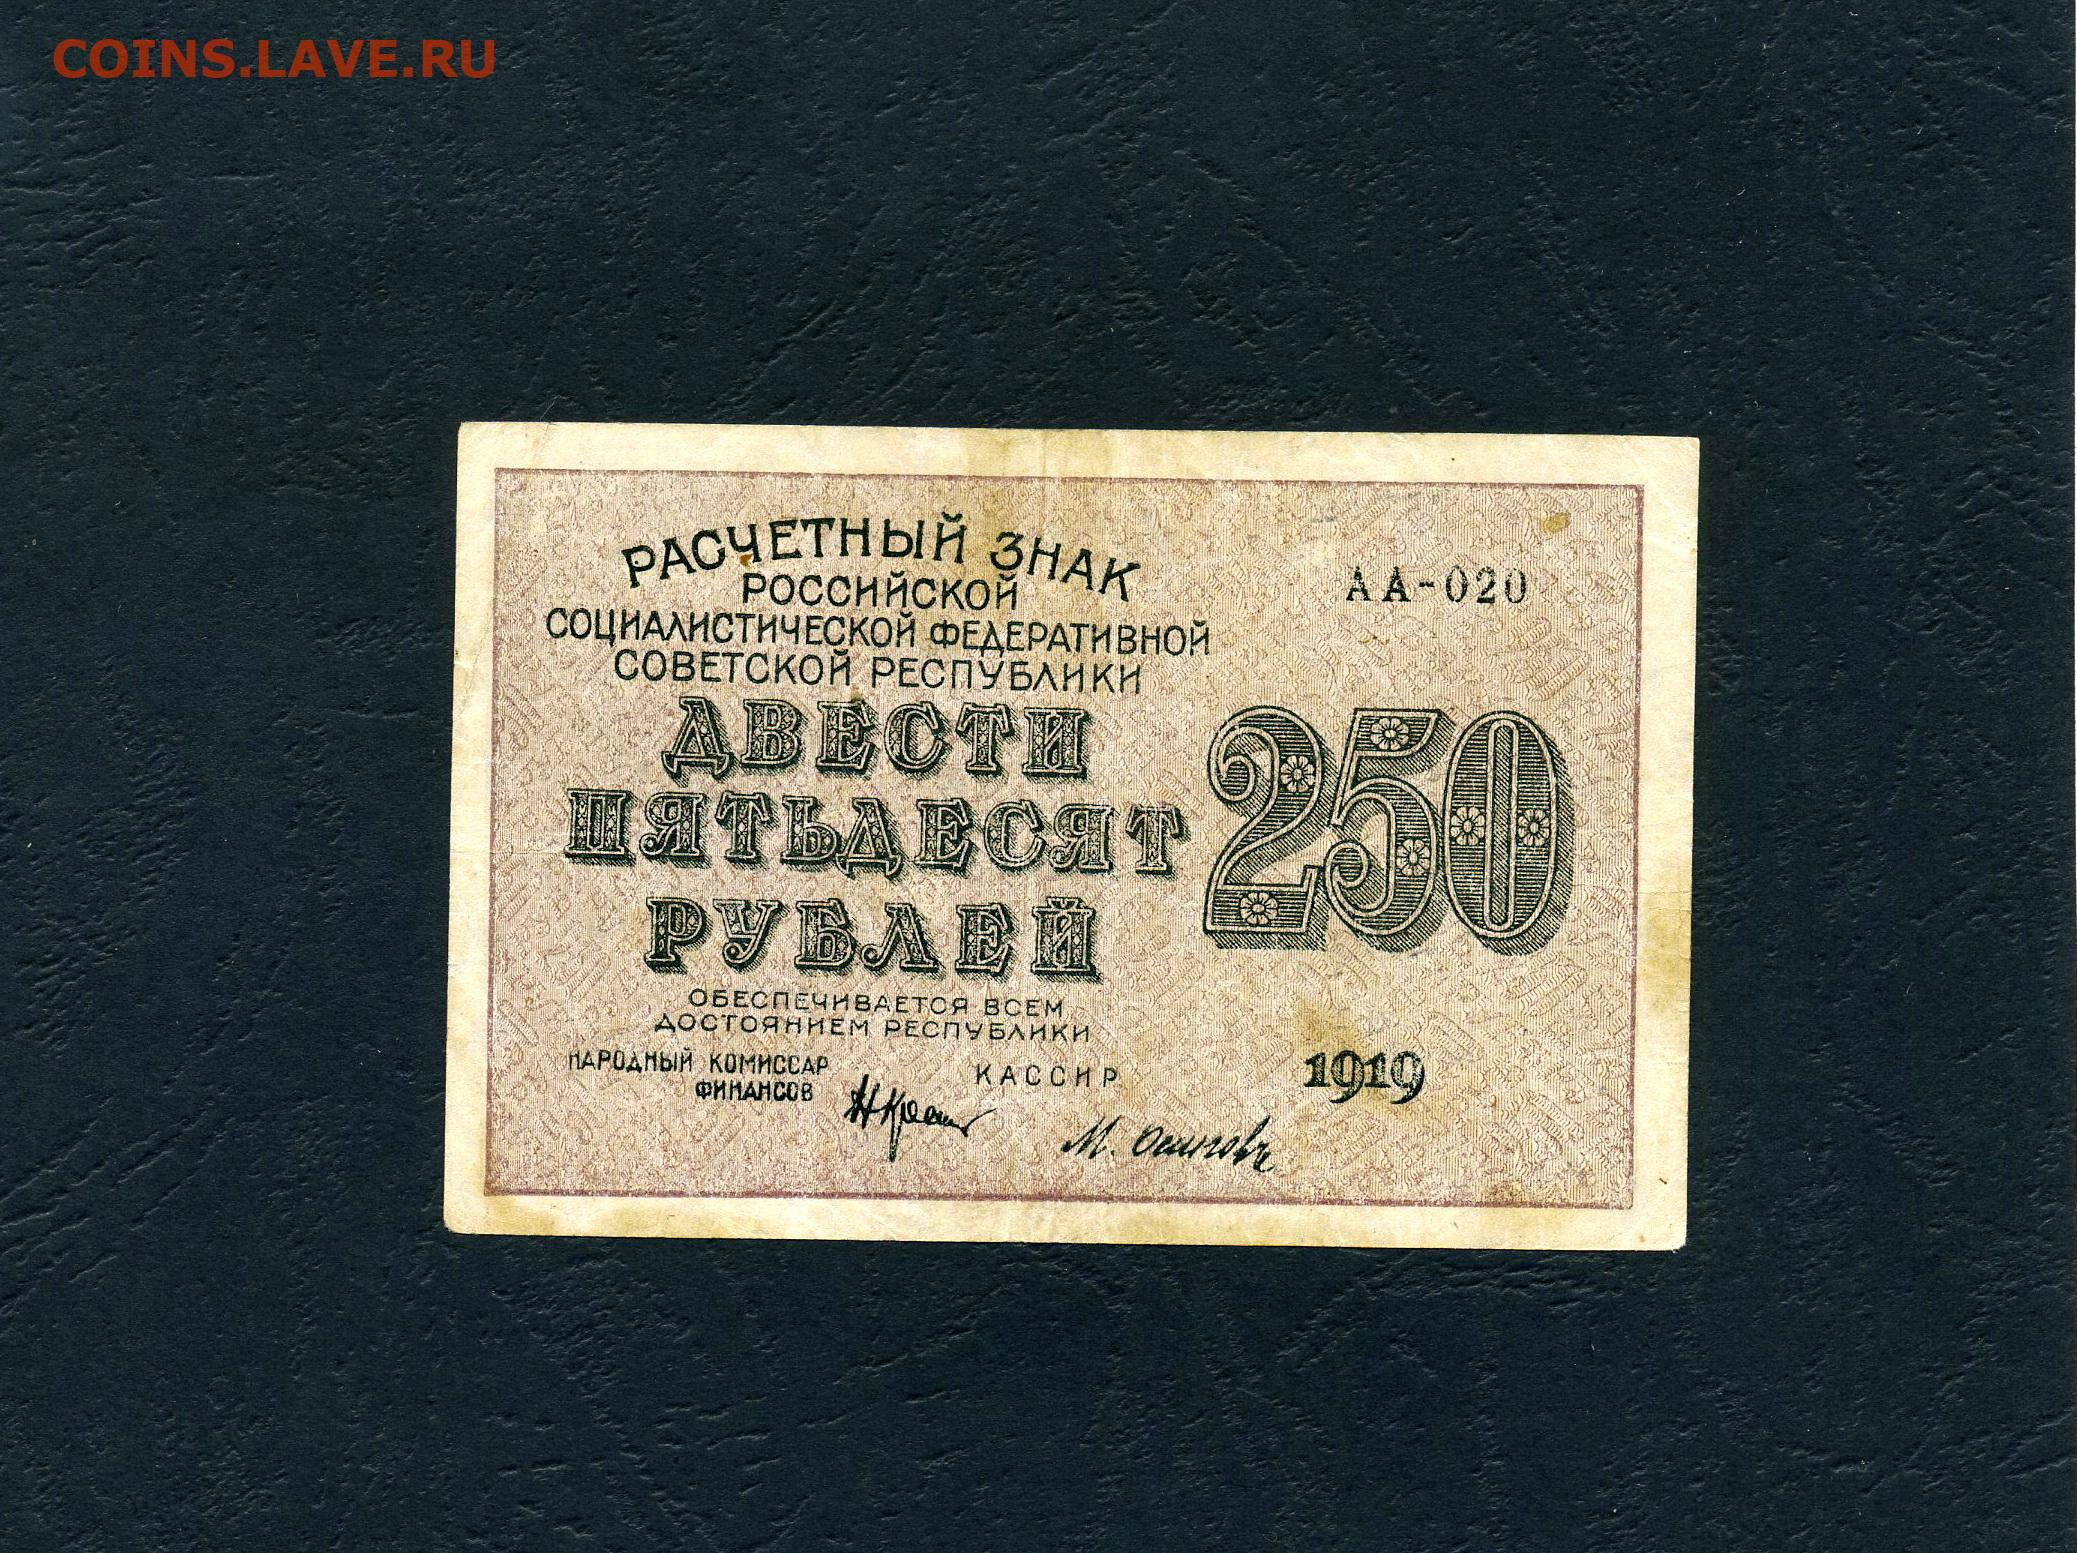 COINS.LAVE.RU
РАСЧЕТНЫЙ ЗНАК
РОССИЙСКОЙ
СОЦИАЛИСТИЧЕСКОЙ ФЕДЕРАТИВНОЙ
СОВЕТСКОЙ РЕСПУБЛИКИ
АА-020
ДВЕСТИ
ПЯТЬДЕСЯТ
РУБЛЕЙ
250
ОБЕСПЕЧИВАЕТСЯ ВСЕМ
ДОСТОЯНИЕМ РЕСПУБЛИКИ
НАРОДНЫЙ КОМИССАР
ФИНАНСОВ
КАССИР
1919
М. Осиповъ